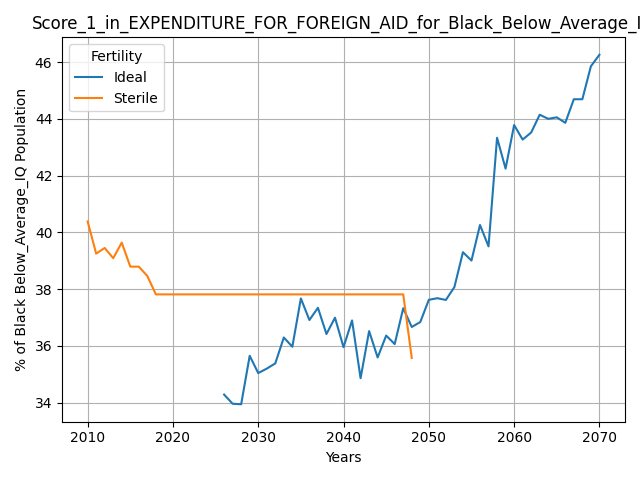 Score_1_in_EXPENDITURE_FOR_FOREIGN_AID_for_Black_Below_Average_I
Fertility
Ideal
Sterile
% of Black Below_Average_IQ Population
46
44
42
40
38
36
34
2010
2020
2030
2040
2050
2060
2070
Years